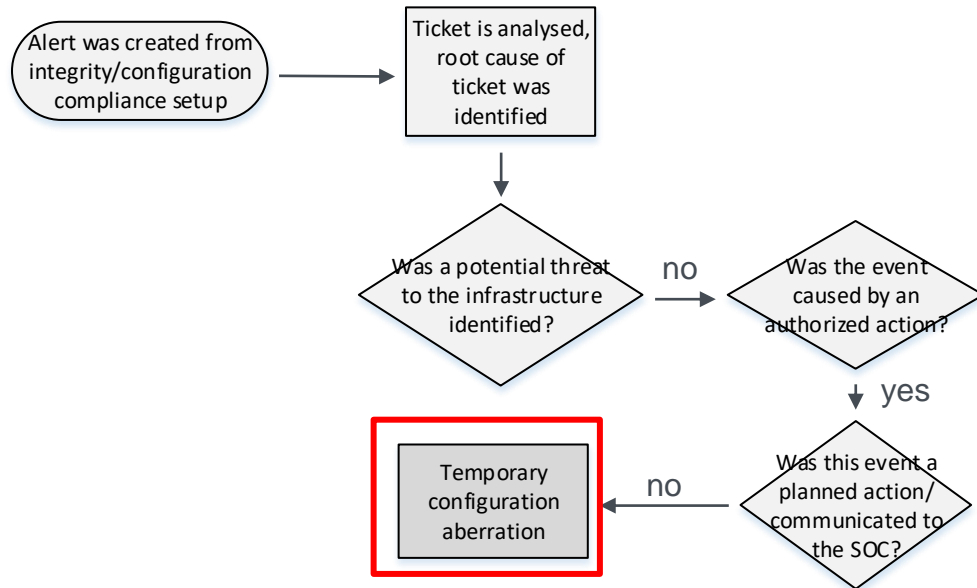 Alert was created from
integrity/configuration
compliance setup
Ticket is analysed,
root cause of
ticket was
identified
Was a potential threat
to the infrastructure
identified?
no
Was the event
caused by an
authorized action?
yes
Was this event a
planned action/
communicated to
the SOC?
no
Temporary
configuration
aberration